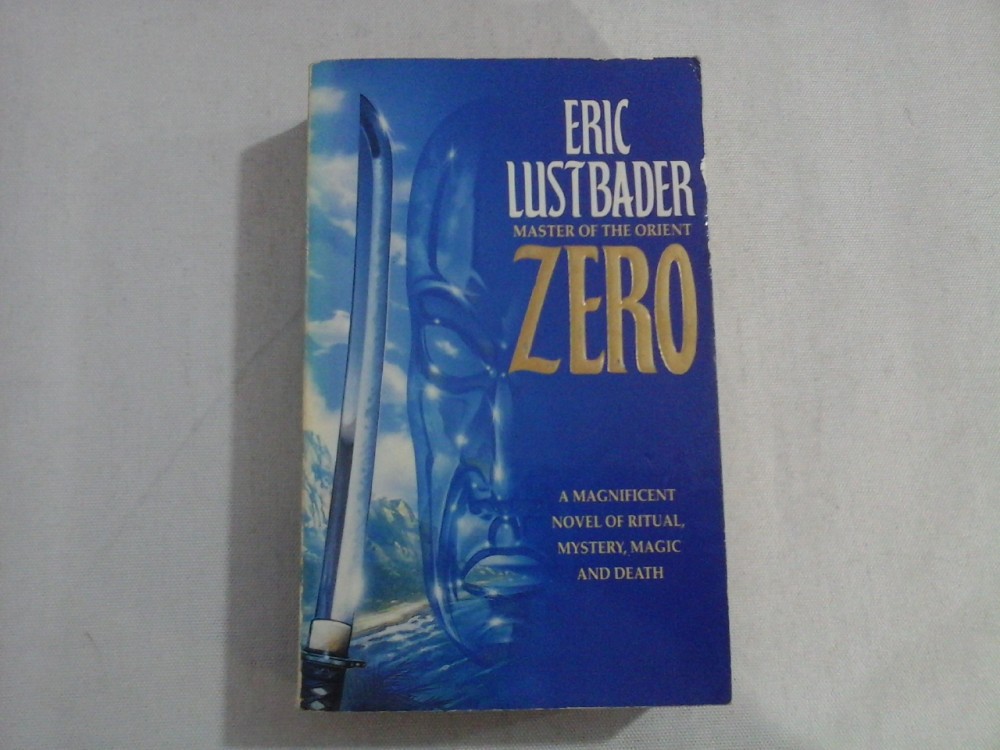 ERIC
LUSTBADER
MASTER OF THE ORIENT
ZERO
A MAGNIFICENT
NOVEL OF RITUAL,
MYSTERY, MAGIC
AND DEATH